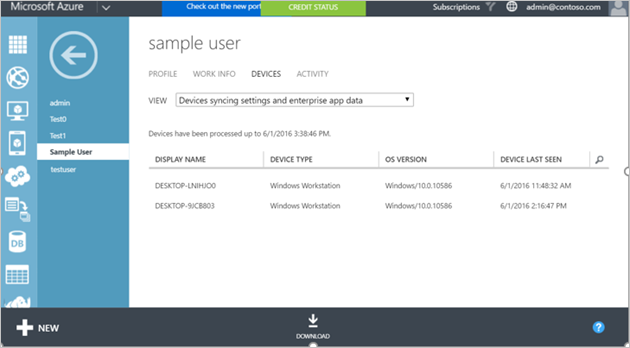 Microsoft Azure
Check out the new port
CREDIT STATUS
Subscriptions
admin@contoso.com
admin
Test0
Test1
Sample User
testuser
sample user
PROFILE WORK INFO DEVICES ACTIVITY
VIEW Devices syncing settings and enterprise app data
Devices have been processed up to 6/1/2016 3:38:46 PM.
DISPLAY NAME DEVICE TYPE OS VERSION DEVICE LAST SEEN
DESKTOP-LNIHJO0 Windows Workstation Windows/10.0.10586 6/1/2016 11:48:32 AM
DESKTOP-9JCB803 Windows Workstation Windows/10.0.10586 6/1/2016 2:16:47 PM
DB
NEW
DOWNLOAD
?